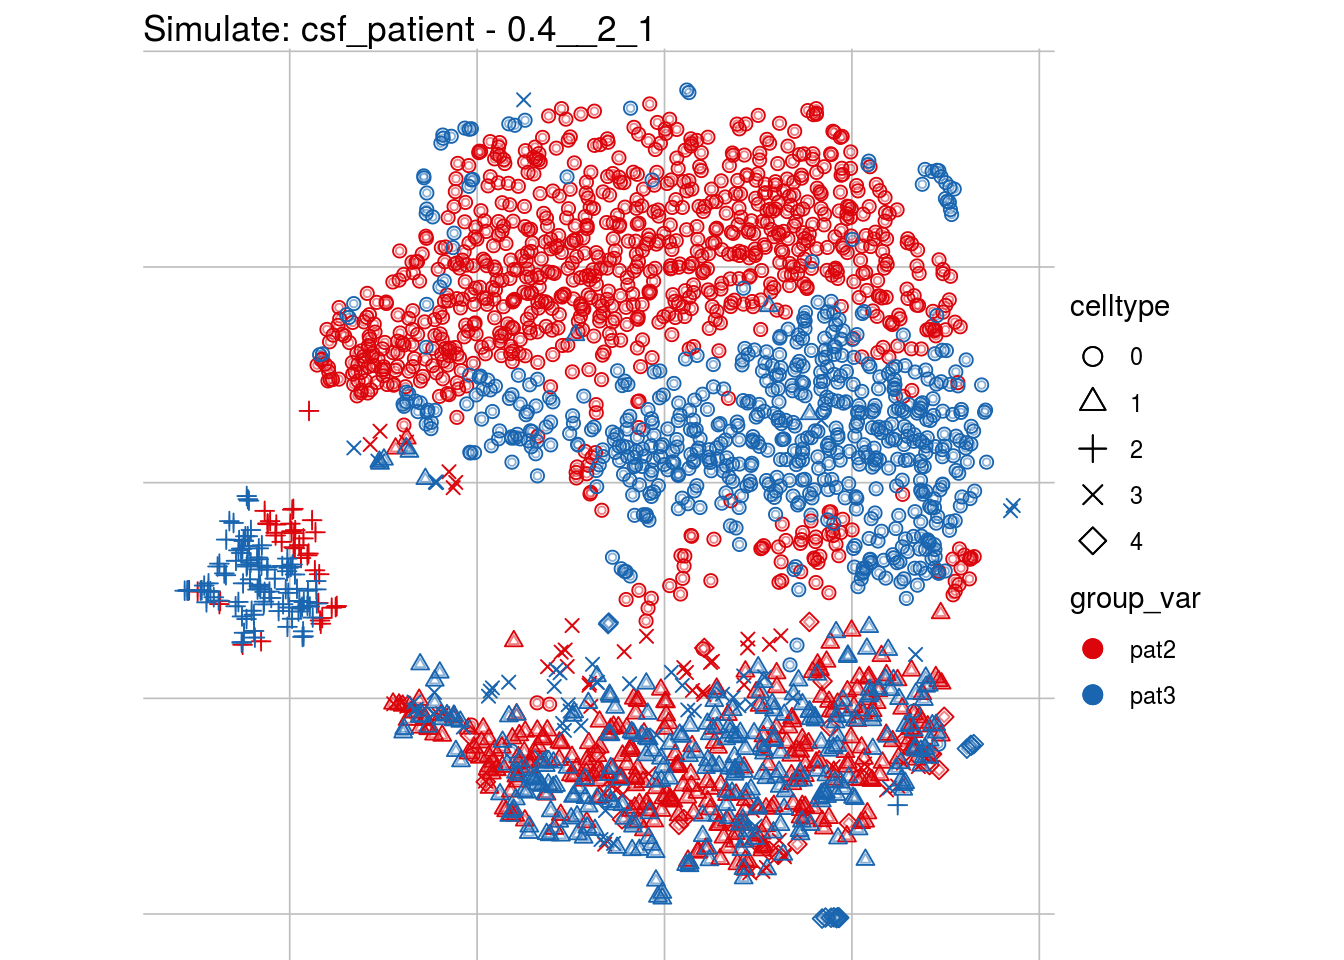 Simulate: csf_patient - 0.4__2_1
celltype
0
1
2
3
4
group_var
pat2
pat3